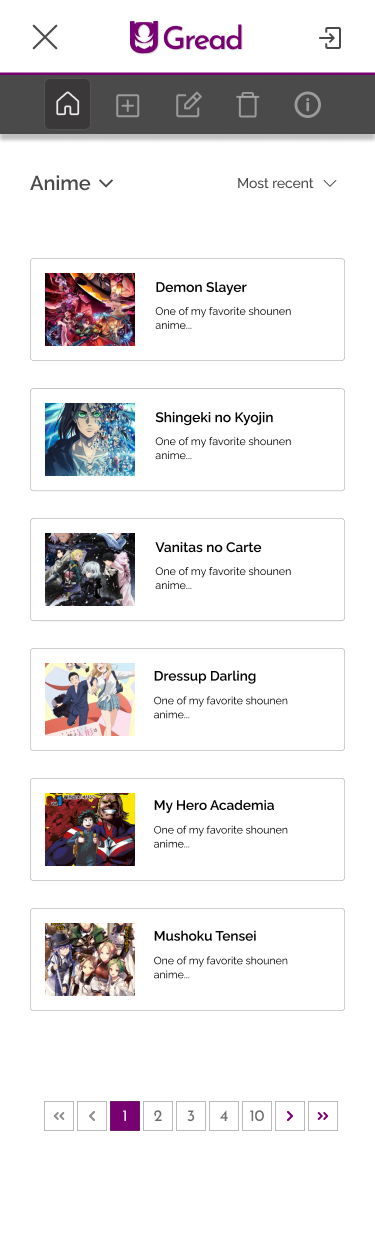 Gread
Anime
Most recent
Demon Slayer
One of my favorite shounen
anime...
Shingeki no Kyojin
One of my favorite shounen
anime...
Vanitas no Carte
One of my favorite shounen
anime...
Dressup Darling
One of my favorite shounen
anime...
My Hero Academia
One of my favorite shounen
anime...
Mushoku Tensei
One of my favorite shounen
anime...
« < 1 2 3 4 10 > »